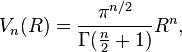 V_n(R) = \frac{\pi^{n/2}}{\Gamma(\frac{n}{2} + 1)} R^n,